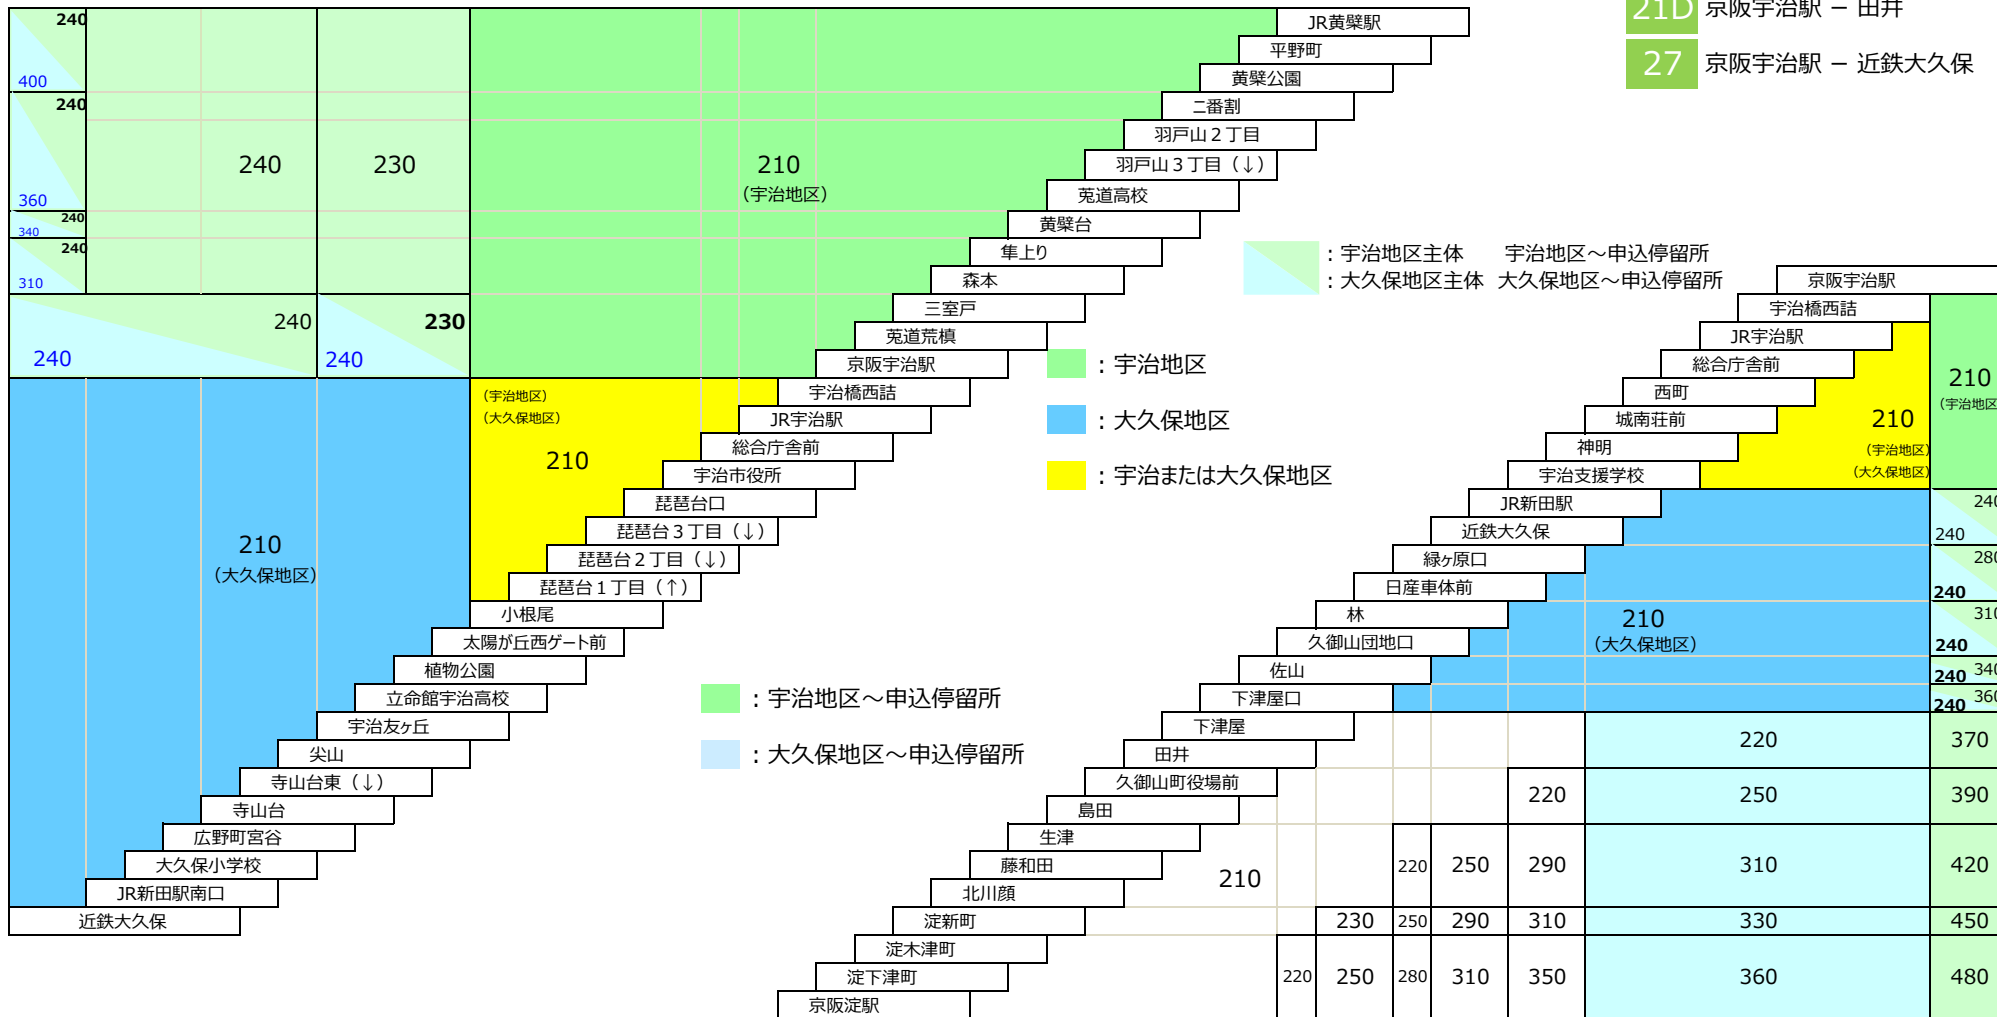 240
JR黄檗駅
21D 京阪宇治駅 − 田井
平野町
27 京阪宇治駅 − 近鉄大久保
400
黄檗公園
240
二番割
羽戸山２丁目
240
230
210
羽戸山３丁目（↓）
（宇治地区）
360
莵道高校
240
黄檗台
340
240
隼上り
：宇治地区主体 宇治地区～申込停留所
310
森本
：大久保地区主体 大久保地区～申込停留所
京阪宇治駅
三室戸
宇治橋西詰
240
230
莵道荒槙
JR宇治駅
240
240
京阪宇治駅
：宇治地区
総合庁舎前
210
（宇治地区）
（宇治地区）
（大久保地区）
宇治橋西詰
西町
JR宇治駅
：大久保地区
城南荘前
210
総合庁舎前
神明
（宇治地区）
（大久保地区）
210
宇治市役所
：宇治または大久保地区
宇治支援学校
琵琶台口
JR新田駅
240
琵琶台３丁目（↓）
近鉄大久保
240
210
（大久保地区）
琵琶台２丁目（↓）
緑ヶ原口
280
琵琶台１丁目（↑）
日産車体前
240
小根尾
林
210
310
太陽が丘西ゲート前
久御山団地口
（大久保地区）
240
植物公園
佐山
240
340
立命館宇治高校
：宇治地区～申込停留所
下津屋口
240
360
宇治友ヶ丘
下津屋
220
370
尖山
：大久保地区～申込停留所
田井
寺山台東（↓）
久御山町役場前
220
250
390
寺山台
島田
広野町宮谷
生津
大久保小学校
藤和田
210
220
250
290
310
420
JR新田駅南口
北川顔
近鉄大久保
淀新町
230
250
290
310
330
450
淀木津町
淀下津町
220
250
280
310
350
360
480
京阪淀駅